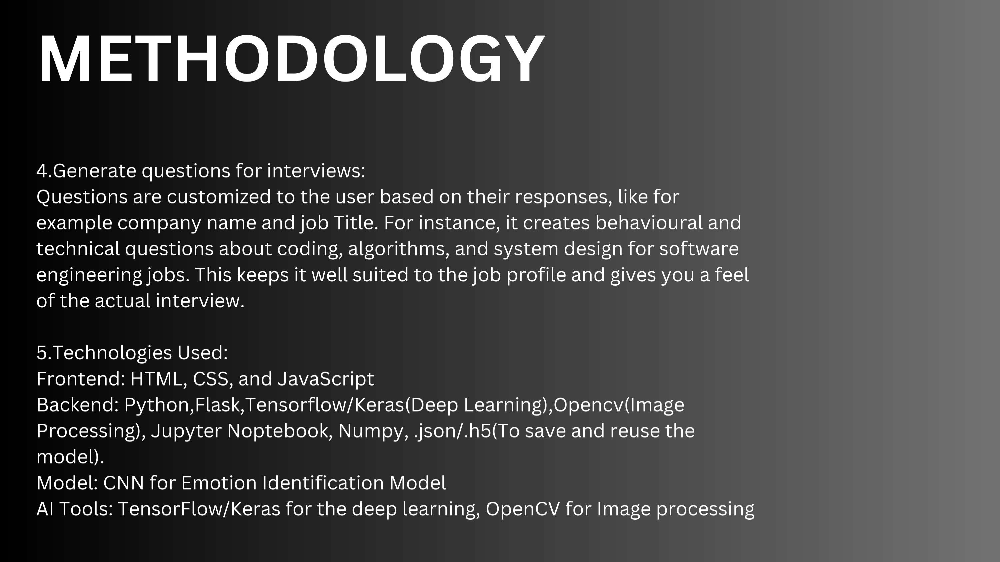 METHODOLOGY
4.Generate questions for interviews:
Questions are customized to the user based on their responses, like for
example company name and job Title. For instance, it creates behavioural and
technical questions about coding, algorithms, and system design for software
engineering jobs. This keeps it well suited to the job profile and gives you a feel
of the actual interview.
5.Technologies Used:
Frontend: HTML, CSS, and JavaScript
Backend: Python,Flask,Tensorflow/Keras(Deep Learning),Opencv(Image
Processing), Jupyter Noptebook, Numpy, .json/.h5(To save and reuse the
model).
Model: CNN for Emotion Identification Model
AI Tools: TensorFlow/Keras for the deep learning, OpenCV for Image processing